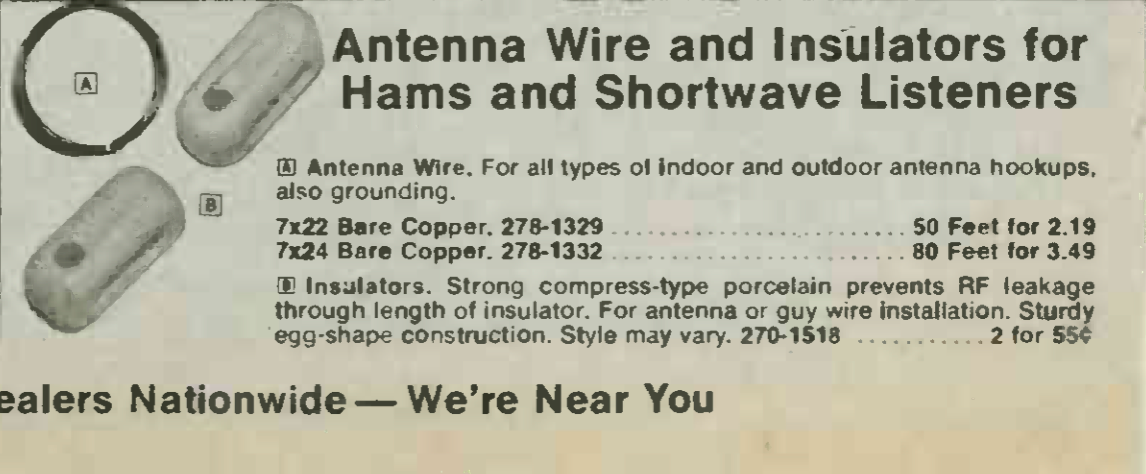 Antenna Wire and Insulators for
Hams and Shortwave Listeners
A
B
A Antenna Wire. For all types of indoor and outdoor antenna hookups,
also grounding.
7x22 Bare Copper. 278-1329 .......................... 50 Feet for 2.19
7x24 Bare Copper. 278-1332 .......................... 80 Feet for 3.49
B Insulators. Strong compress-type porcelain prevents RF leakage
through length of insulator. For antenna or guy wire installation. Sturdy
egg-shape construction. Style may vary. 270-1518 ........... 2 for 55¢
ealers Nationwide — We're Near You